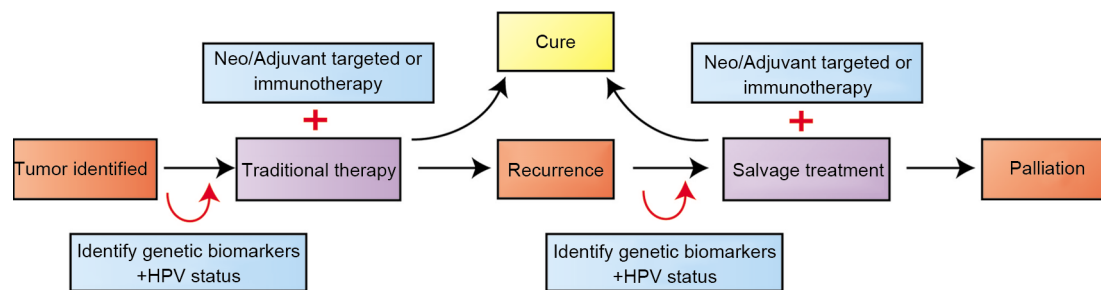 Cure
Neo/Adjuvant targeted or
immunotherapy
+
Neo/Adjuvant targeted or
immunotherapy
+
Tumor identified
Traditional therapy
Recurrence
Salvage treatment
Palliation
Identify genetic biomarkers
+HPV status
Identify genetic biomarkers
+HPV status